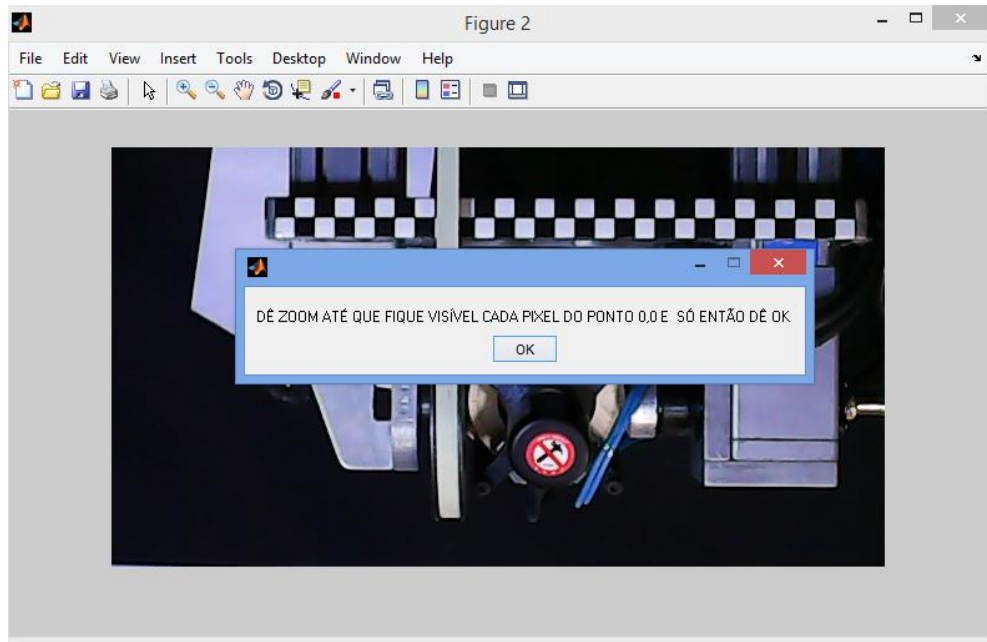 Figure 2
File Edit View Insert Tools Desktop Window Help
DÊ ZOOM ATÉ QUE FIQUE VISÍVEL CADA PIXEL DO PONTO 0,0 E SÓ ENTÃO DÊ OK
OK